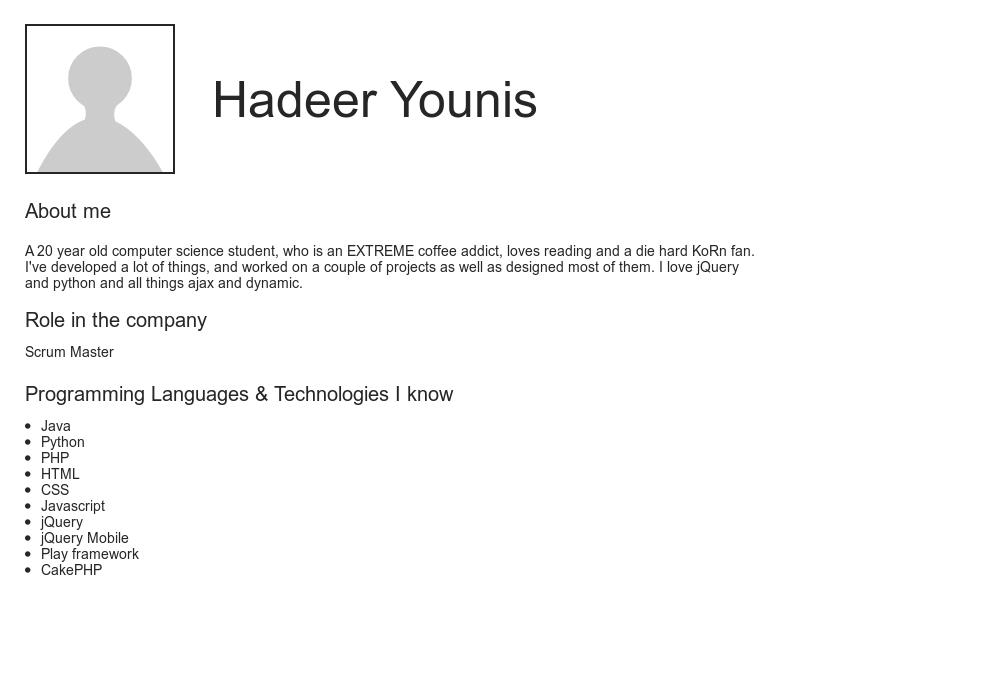 Hadeer Younis
About me
A 20 year old computer science student, who is an EXTREME coffee addict, loves reading and a die hard KoRn fan.
I've developed a lot of things, and worked on a couple of projects as well as designed most of them. I love jQuery
and python and all things ajax and dynamic.
Role in the company
Scrum Master
Programming Languages & Technologies I know
• Java
• Python
• PHP
• HTML
• CSS
• Javascript
• jQuery
• jQuery Mobile
• Play framework
• CakePHP